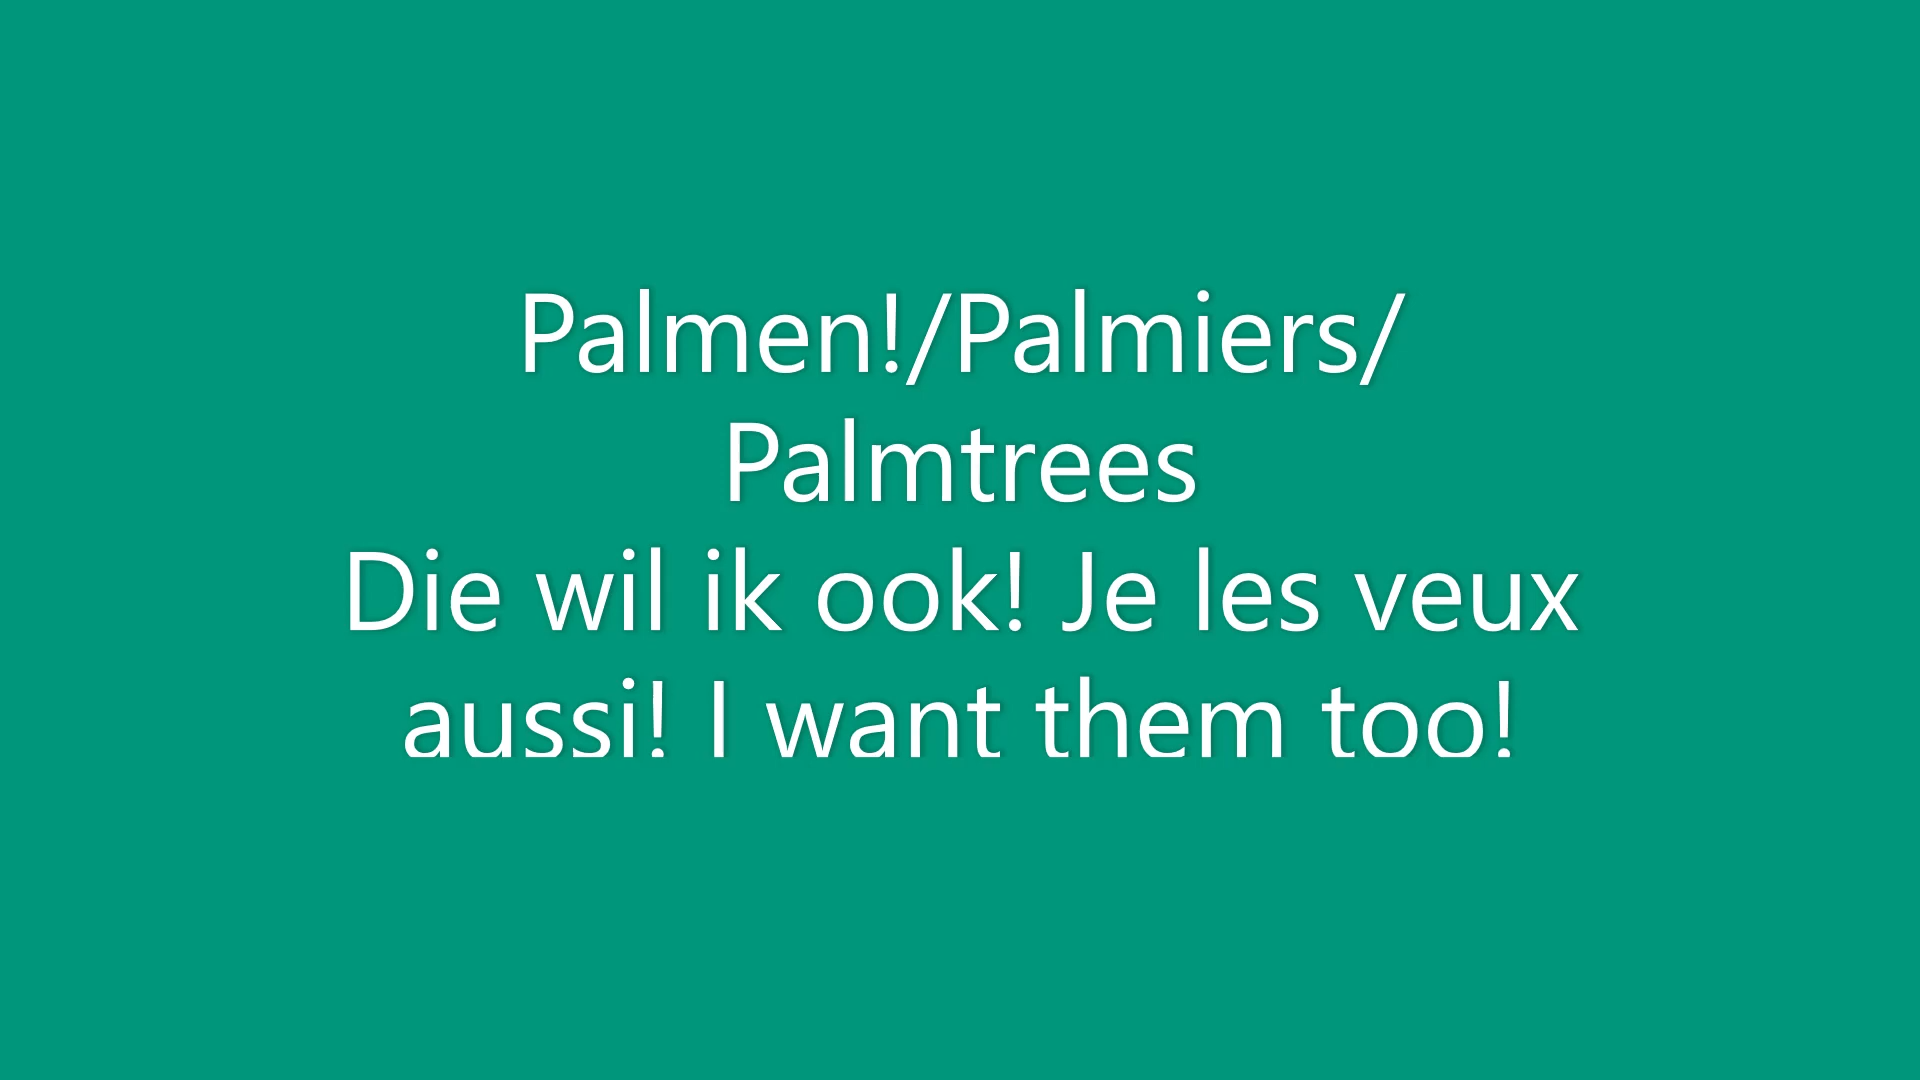 Palmen!/Palmiers/
Palmtrees
Die wil ik ook! Je les veux
aussi! I want them too!